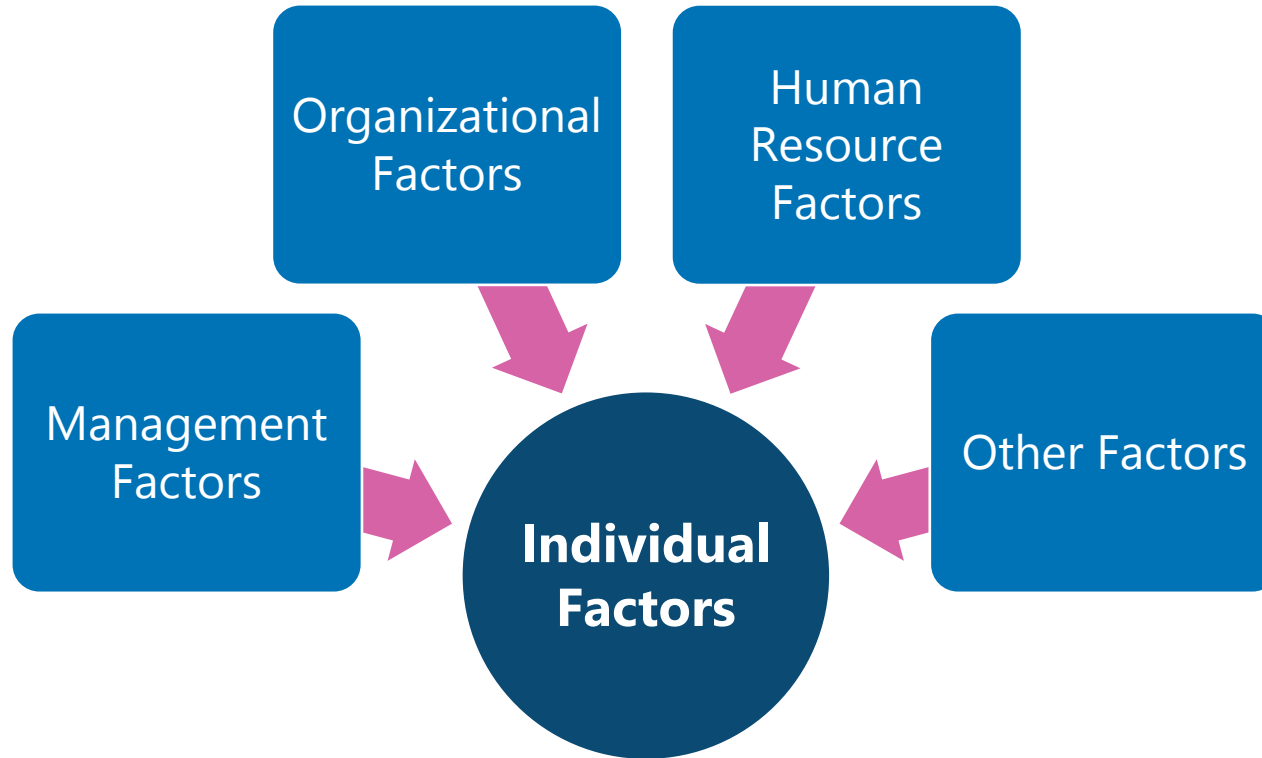 Organizational
Factors
Human
Resource
Factors
Management
Factors
Other Factors
Individual
Factors